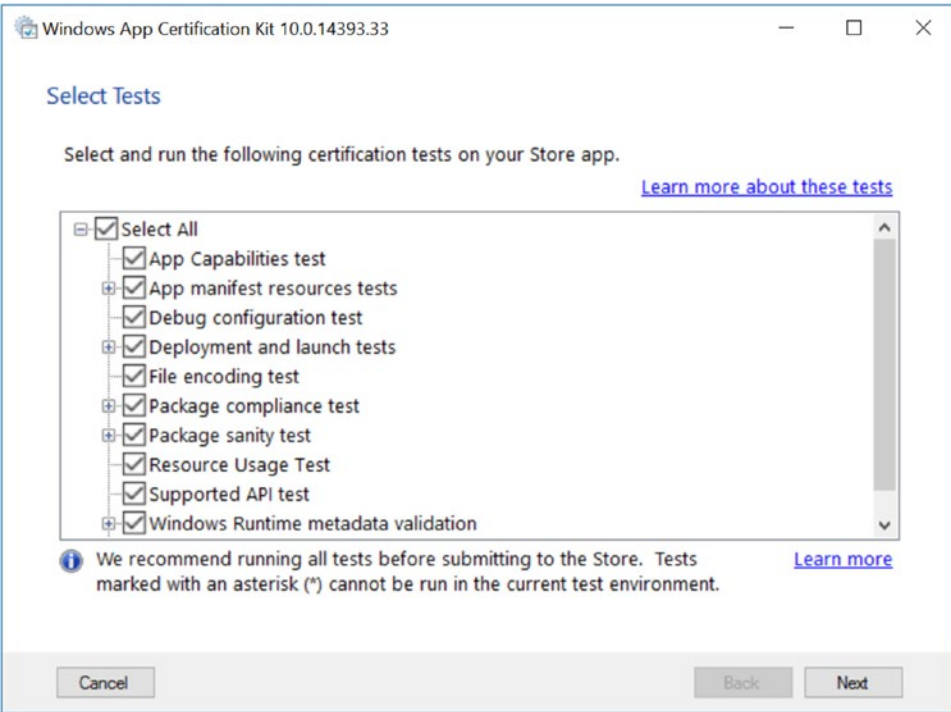 Windows App Certification Kit 10.0.14393.33
Select Tests
Select and run the following certification tests on your Store app.
Learn more about these tests
Select All
App Capabilities test
App manifest resources tests
Debug configuration test
Deployment and launch tests
File encoding test
Package compliance test
Package sanity test
Resource Usage Test
Supported API test
Windows Runtime metadata validation
We recommend running all tests before submitting to the Store. Tests
marked with an asterisk (*) cannot be run in the current test environment.
Learn more
Cancel
Back
Next